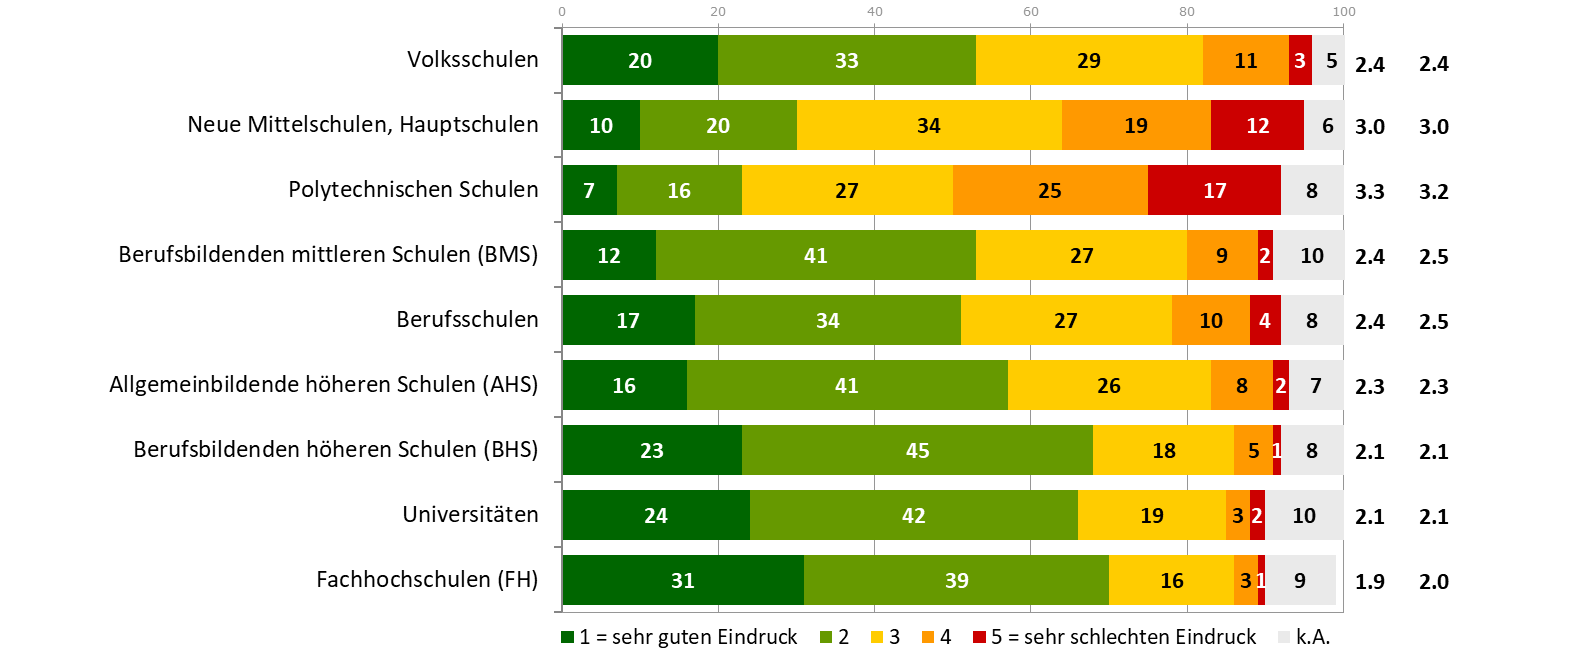 0 20 40 60 80 100
Volksschulen 20 33 29 11 3 5 2.4 2.4
Neue Mittelschulen, Hauptschulen 10 20 34 19 12 6 3.0 3.0
Polytechnischen Schulen 7 16 27 25 17 8 3.3 3.2
Berufsbildenden mittleren Schulen (BMS) 12 41 27 9 2 10 2.4 2.5
Berufsschulen 17 34 27 10 4 8 2.4 2.5
Allgemeinbildende höheren Schulen (AHS) 16 41 26 8 2 7 2.3 2.3
Berufsbildenden höheren Schulen (BHS) 23 45 18 5 1 8 2.1 2.1
Universitäten 24 42 19 3 2 10 2.1 2.1
Fachhochschulen (FH) 31 39 16 3 1 9 1.9 2.0
1 = sehr guten Eindruck 2 3 4 5 = sehr schlechten Eindruck k.A.